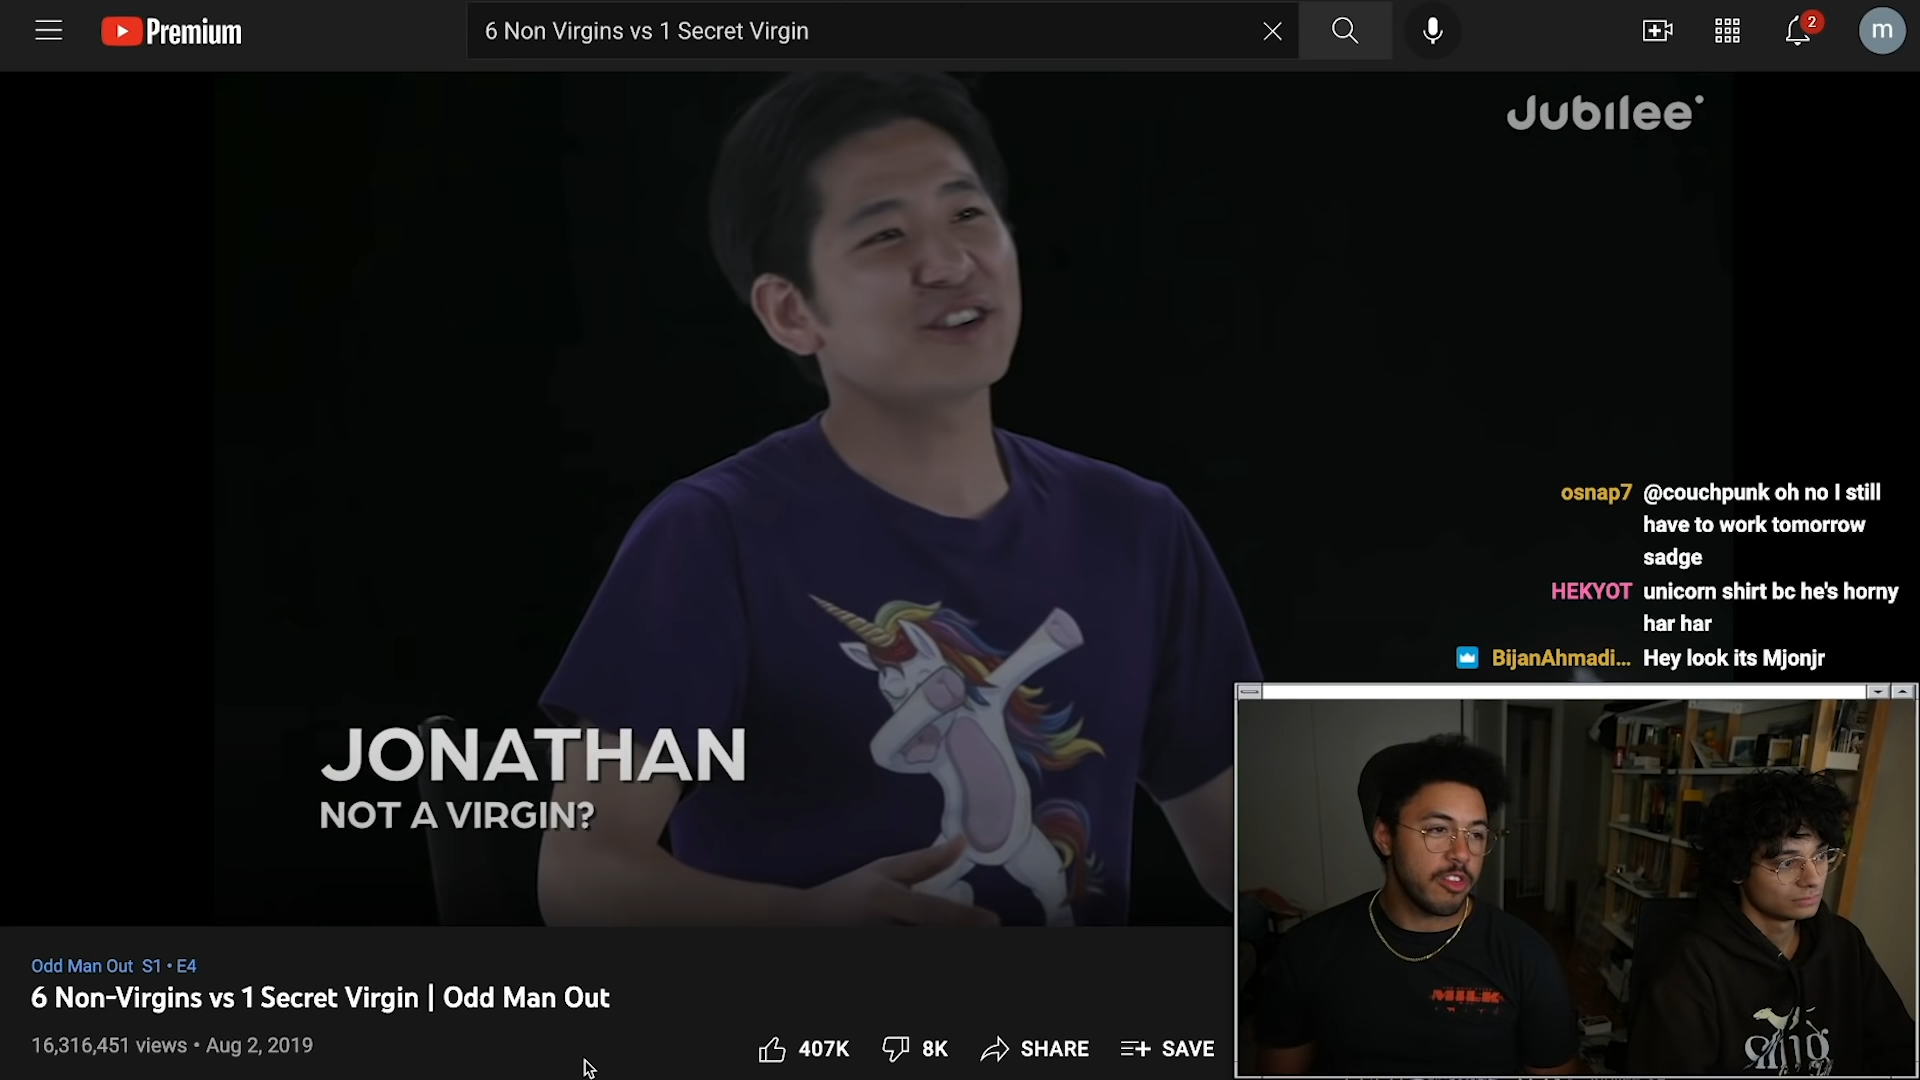 Premium
6 Non Virgins vs 1 Secret Virgin
2
m
Jubilee
osnap7 @couchpunk oh no I still
have to work tomorrow
sadge
HEKYOT unicorn shirt bc he's horny
har har
BijanAhmadi... Hey look its Mjonjr
JONATHAN
NOT A VIRGIN?
MILK
Odd Man Out S1 • E4
6 Non-Virgins vs 1 Secret Virgin | Odd Man Out
16,316,451 views • Aug 2, 2019
407K
8K
SHARE
SAVE